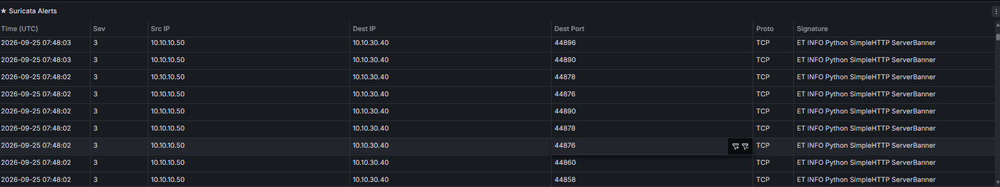 ★ Suricata Alerts
Time (UTC) Sev Src IP Dest IP Dest Port Proto Signature
2026-09-25 07:48:03 3 10.10.10.50 10.10.30.40 44896 TCP ET INFO Python SimpleHTTP ServerBanner
2026-09-25 07:48:03 3 10.10.10.50 10.10.30.40 44890 TCP ET INFO Python SimpleHTTP ServerBanner
2026-09-25 07:48:02 3 10.10.10.50 10.10.30.40 44878 TCP ET INFO Python SimpleHTTP ServerBanner
2026-09-25 07:48:02 3 10.10.10.50 10.10.30.40 44876 TCP ET INFO Python SimpleHTTP ServerBanner
2026-09-25 07:48:02 3 10.10.10.50 10.10.30.40 44890 TCP ET INFO Python SimpleHTTP ServerBanner
2026-09-25 07:48:02 3 10.10.10.50 10.10.30.40 44878 TCP ET INFO Python SimpleHTTP ServerBanner
2026-09-25 07:48:02 3 10.10.10.50 10.10.30.40 44876 TCP ET INFO Python SimpleHTTP ServerBanner
2026-09-25 07:48:02 3 10.10.10.50 10.10.30.40 44860 TCP ET INFO Python SimpleHTTP ServerBanner
2026-09-25 07:48:02 3 10.10.10.50 10.10.30.40 44858 TCP ET INFO Python SimpleHTTP ServerBanner